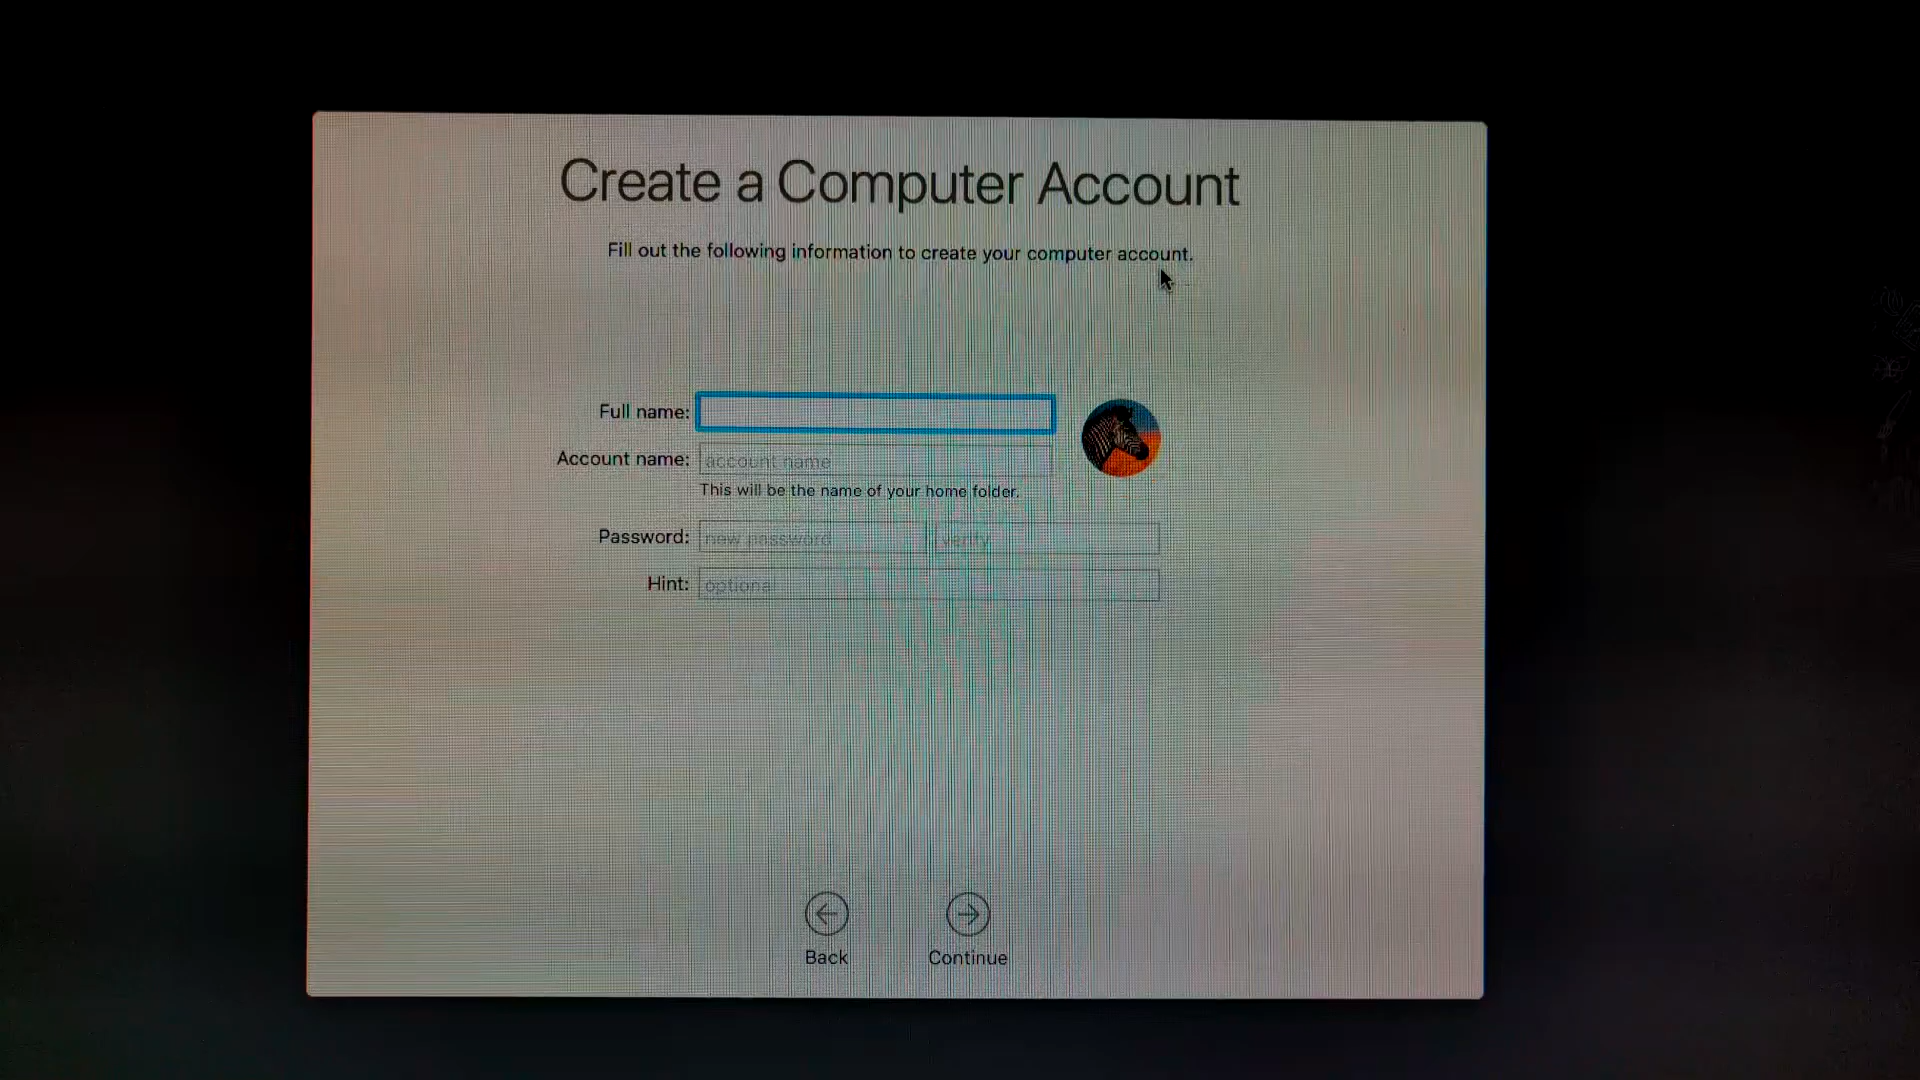 Create a Computer Account
Fill out the following information to create your computer account.
Full name:
Account name: account name
This will be the name of your home folder.
Password: new password verify
Hint: optional
Back Continue